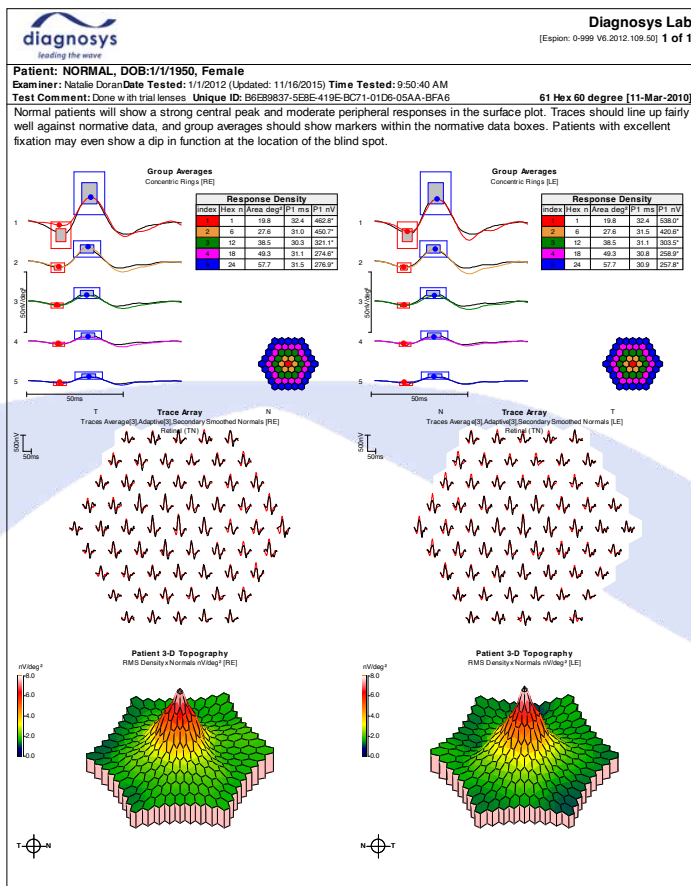 diagnosys
leading the wave
Diagnosys Lab
[Espion: 0-999 V6.2012.109.50] 1 of 1
Patient: NORMAL, DOB:1/1/1950, Female
Examiner: Natalie Doran Date Tested: 1/1/2012 (Updated: 11/16/2015) Time Tested: 9:50:40 AM
Test Comment: Done with trial lenses Unique ID: B6E89837-5E8E-419E-BC71-01D6-05AA-BFA6 61 Hex 60 degree [11-Mar-2010]
Normal patients will show a strong central peak and moderate peripheral responses in the surface plot. Traces should line up fairly
well against normative data, and group averages should show markers within the normative data boxes. Patients with excellent
fixation may even show a dip in function at the location of the blind spot.
Group Averages
Concentric Rings [RE]
Response Density
index Hex n Area deg² P1 ms P1 nV
1 1 19.8 32.4 462.8*
2 6 27.6 31.0 450.7*
3 12 38.5 30.3 321.1*
4 18 49.3 31.1 274.6*
24 57.7 31.5 276.9*
1
2
3
4
5
50nV/deg²
50ms
Group Averages
Concentric Rings [LE]
Response Density
index Hex n Area deg² P1 ms P1 nV
1 1 19.8 32.4 538.0*
2 6 27.6 31.5 420.6*
3 12 38.5 31.1 303.5*
4 18 49.3 30.8 258.9*
24 57.7 30.9 257.8*
1
2
3
4
5
50nV/deg²
50ms
T Trace Array N
Traces Average[3],Adaptive[3],Secondary Smoothed Normals [RE]
Retinal (TN)
500nV
50ms
N Trace Array T
Traces Average[3],Adaptive[3],Secondary Smoothed Normals [LE]
Retinal (TN)
500nV
50ms
Patient 3-D Topography
RMS Density x Normals nV/deg² [RE]
nV/deg²
8.0
6.0
4.0
2.0
0.0
T N
Patient 3-D Topography
RMS Density x Normals nV/deg² [LE]
nV/deg²
8.0
6.0
4.0
2.0
0.0
N T